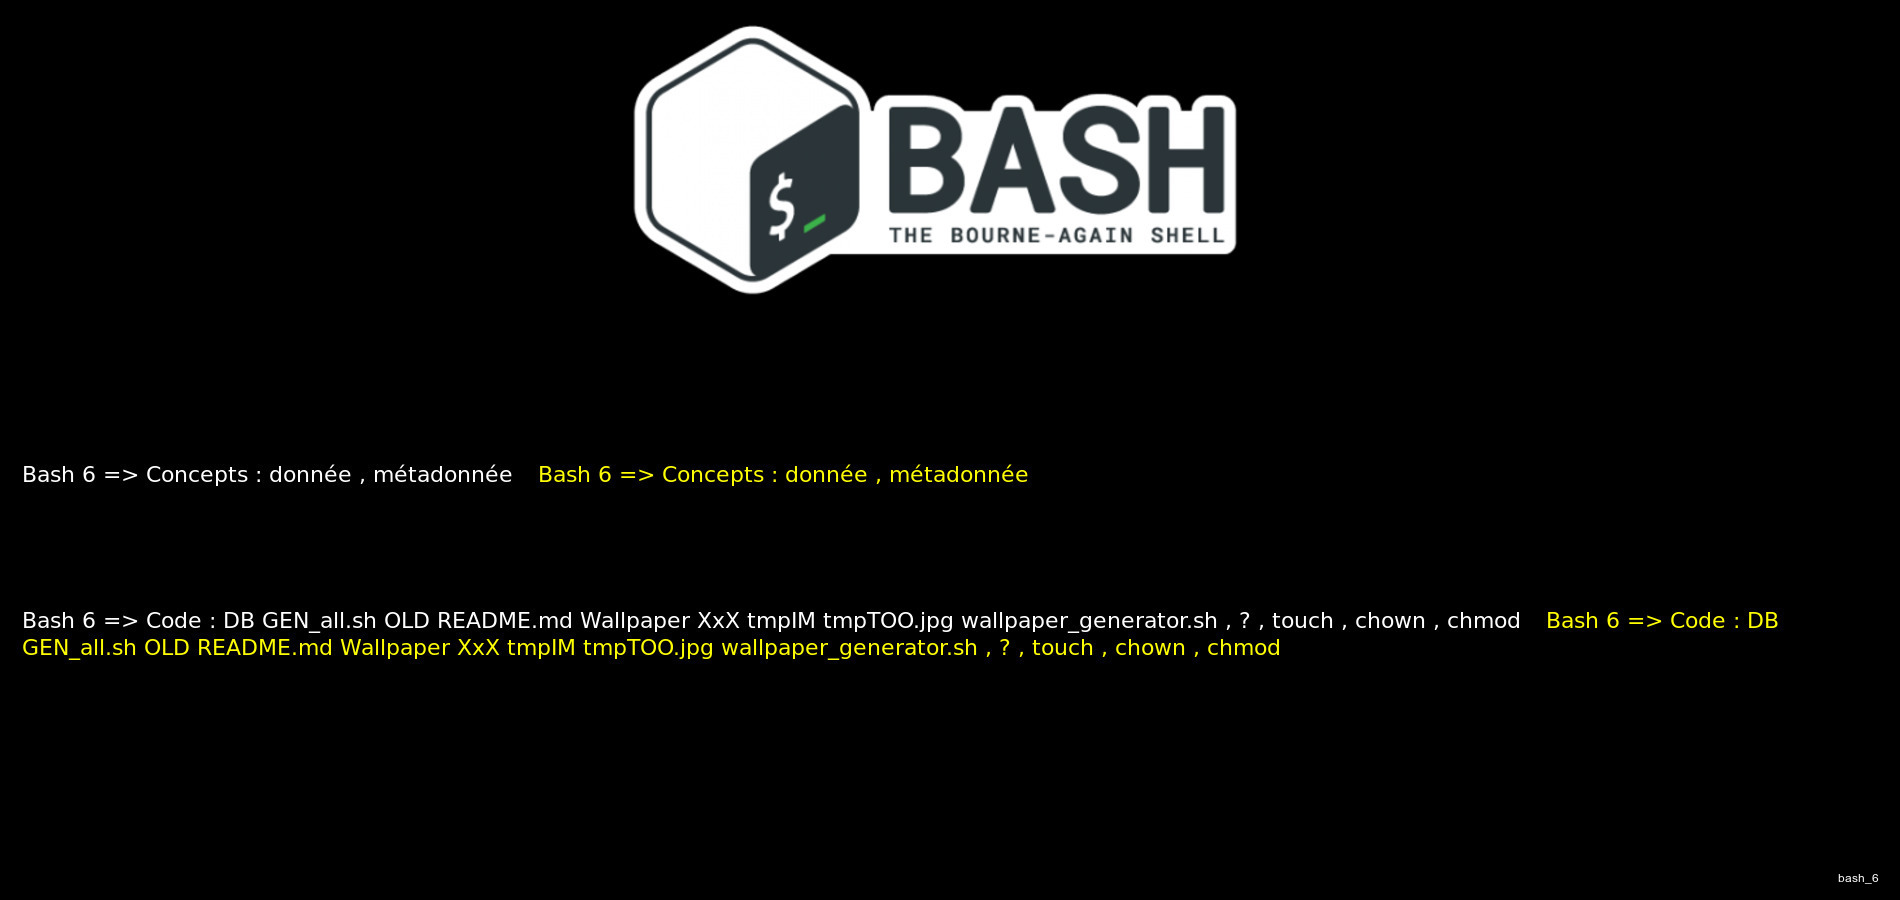 $_
BASH
THE BOURNE-AGAIN SHELL
Bash 6 => Concepts : donnée , métadonnée Bash 6 => Concepts : donnée , métadonnée
Bash 6 => Code : DB GEN_all.sh OLD README.md Wallpaper XxX tmpIM tmpTOO.jpg wallpaper_generator.sh , ? , touch , chown , chmod Bash 6 => Code : DB
GEN_all.sh OLD README.md Wallpaper XxX tmpIM tmpTOO.jpg wallpaper_generator.sh , ? , touch , chown , chmod
bash_6